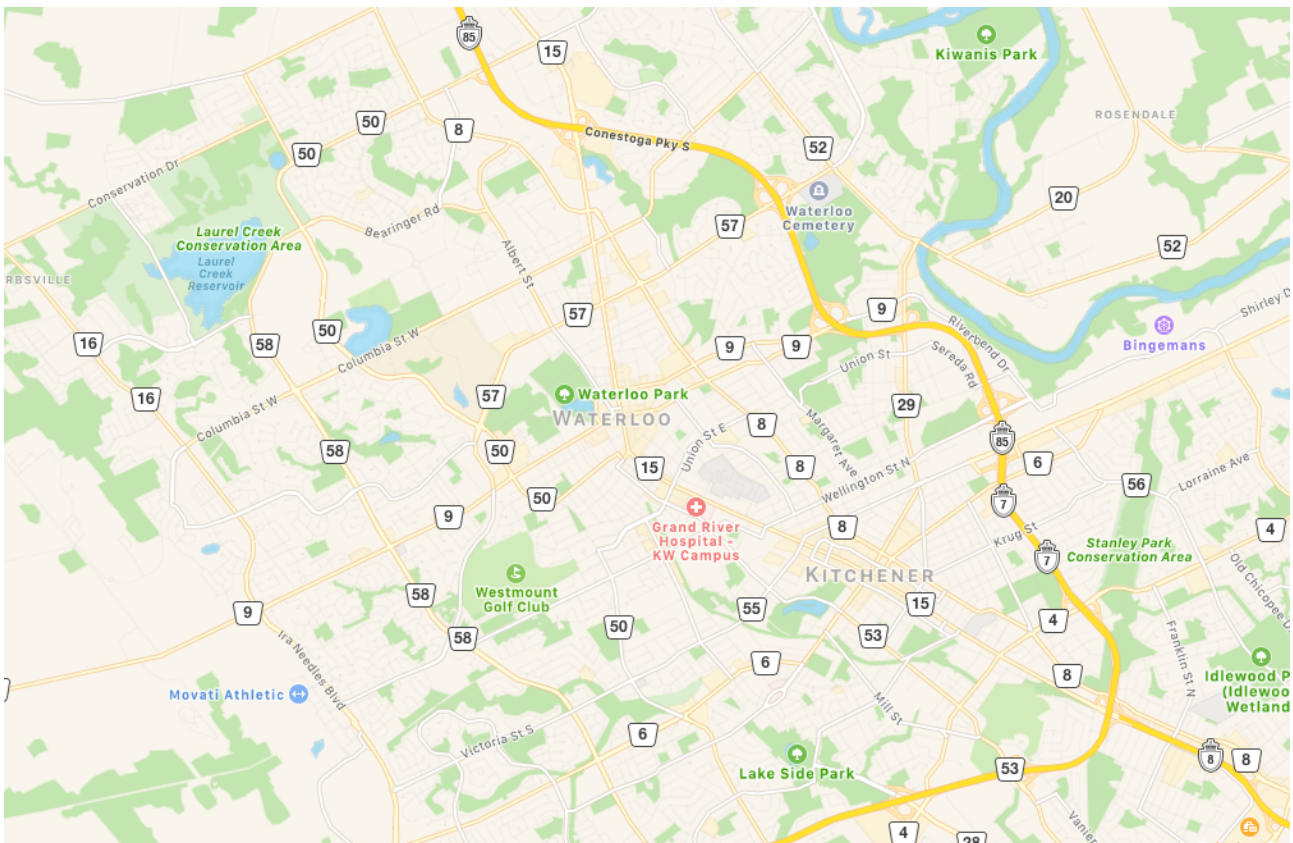 85
15
Kiwanis Park
ROSENDALE
50
8
Conestoga Pky S
52
50
Conservation Dr
Waterloo
Cemetery
20
57
Bearinger Rd
Laurel Creek
Conservation Area
Laurel
Creek
Reservoir
52
RBSVILLE
Albert St
Shirley D
57
9
50
Riverbend Dr
Bingemans
16
58
Columbia St W
9
9
Union St
Sereda Rd
57
Waterloo Park
WATERLOO
16
29
Columbia St W
Margaret Ave
8
Union St E
85
58
50
15
8
Wellington St N
6
Lorraine Ave
50
56
7
9
Grand River
Hospital -
KW Campus
8
Krug St
4
Stanley Park
Conservation Area
7
KITCHENER
Old Chicopee D
Westmount
Golf Club
58
55
15
9
50
53
4
Franklin St N
58
Ira Needles Blvd
6
8
Idlewood P
(Idlewoo
Wetland
Movati Athletic
Mill St
6
Victoria St S
8
8
Lake Side Park
53
4
Vanier
28